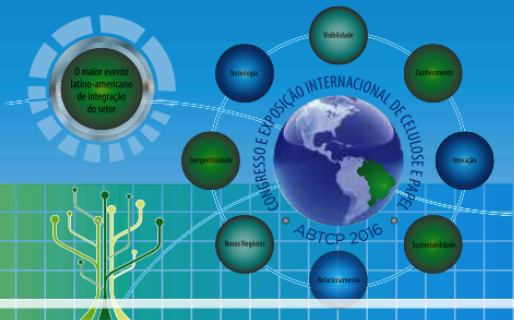 O maior evento
latino-americano
de integração
do setor
Visibilidade
Tecnologia
Conhecimento
CONGRESSO E EXPOSIÇÃO INTERNACIONAL DE CELULOSE E PAPEL
Competitividade
Inovação
ABTCP 2016
Novos Negócios
Sustentabilidade
Relacionamento